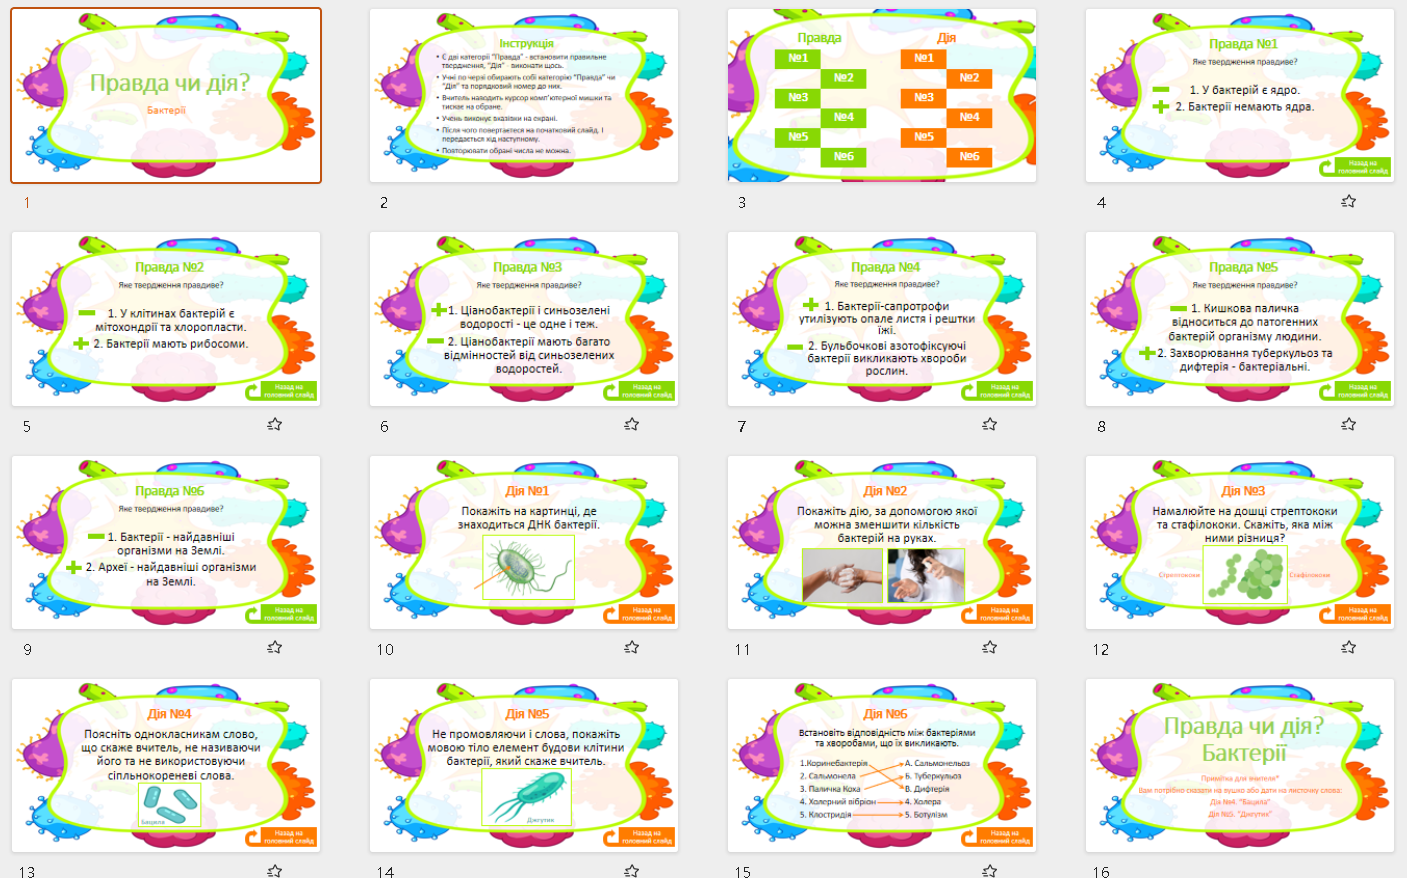 Правда чи дія?
Бактерії
1
Інструкція
• Є дві категорії "Правда" - встановити правильне
твердження, "Дія" - виконати щось.
• Учні по черзі обирають собі категорію "Правда" чи
"Дія" та порядковий номер до них.
• Вчитель наводить курсор комп'ютерної мишки та
тискає на обране.
• Учень виконує вказівки на екрані.
• Після чого повертаєтеся на початковий слайд. І
передається хід наступному.
• Повторювати обрані числа не можна.
2
Правда
Дія
№1
№1
№2
№2
№3
№3
№4
№4
№5
№5
№6
№6
3
Правда №1
Яке твердження правдиве?
1. У бактерій є ядро.
2. Бактерії немають ядра.
Назад на
головний слайд
4
Правда №2
Яке твердження правдиве?
1. У клітинах бактерій є
мітохондрії та хлоропласти.
2. Бактерії мають рибосоми.
Назад на
головний слайд
5
Правда №3
Яке твердження правдиве?
1. Ціанобактерії і синьозелені
водорості - це одне і теж.
2. Ціанобактерії мають багато
відмінностей від синьозелених
водоростей.
Назад на
головний слайд
6
Правда №4
Яке твердження правдиве?
1. Бактерії-сапротрофи
утилізують опале листя і рештки
їжі.
2. Бульбочкові азотофіксуючі
бактерії викликають хвороби
рослин.
Назад на
головний слайд
7
Правда №5
Яке твердження правдиве?
1. Кишкова паличка
відноситься до патогенних
бактерій організму людини.
2. Захворювання туберкульоз та
дифтерія - бактеріальні.
Назад на
головний слайд
8
Правда №6
Яке твердження правдиве?
1. Бактерії - найдавніші
організми на Землі.
2. Археї - найдавніші організми
на Землі.
Назад на
головний слайд
9
Дія №1
Покажіть на картинці, де
знаходиться ДНК бактерії.
Назад на
головний слайд
10
Дія №2
Покажіть дію, за допомогою якої
можна зменшити кількість
бактерій на руках.
Назад на
головний слайд
11
Дія №3
Намалюйте на дошці стрептококи
та стафілококи. Скажіть, яка між
ними різниця?
Стрептококи
Стафілококи
Назад на
головний слайд
12
Дія №4
Поясніть однокласникам слово,
що скаже вчитель, не називаючи
його та не використовуючи
спільнокореневі слова.
Бацила
Назад на
головний слайд
13
Дія №5
Не промовляючи і слова, покажіть
мовою тіло елемент будови клітини
бактерії, який скаже вчитель.
Джгутик
Назад на
головний слайд
14
Дія №6
Встановіть відповідність між бактеріями
та хворобами, що їх викликають.
1.Коринебактерія
А. Сальмонельоз
2. Сальмонела
Б. Туберкульоз
3. Паличка Коха
В. Дифтерія
4. Холерний вібріон
4. Холера
5. Клостридія
5. Ботулізм
Назад на
головний слайд
15
Правда чи дія?
Бактерії
Примітка для вчителя*
Вам потрібно сказати на вушко або дати на листочку слова:
Дія №4. "Бацила"
Дія №5. "Джгутик"
16